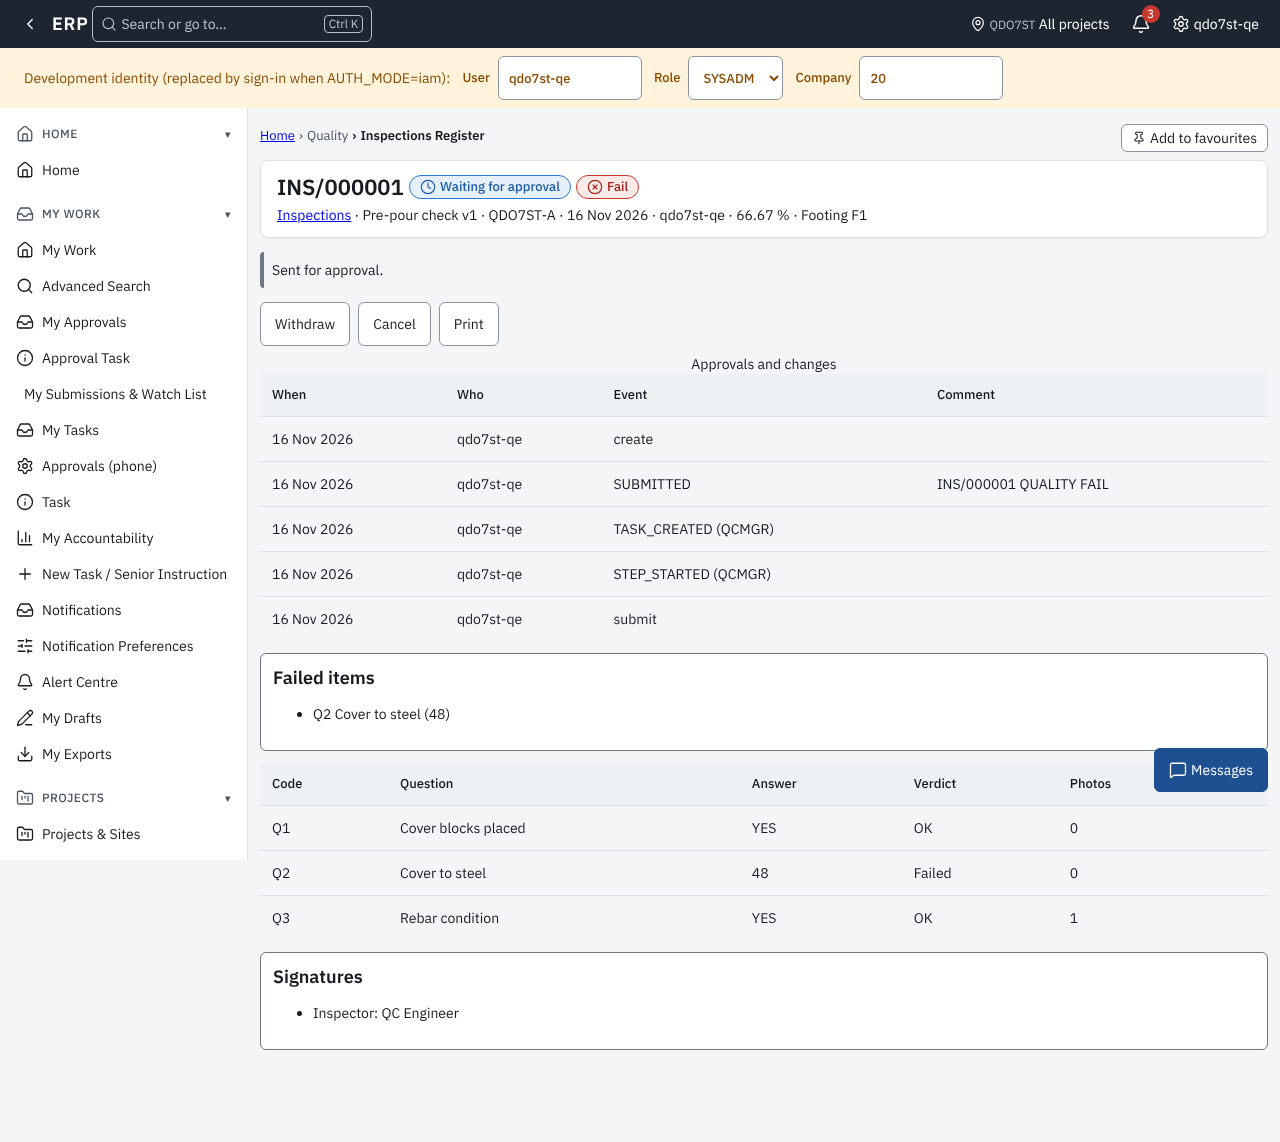 ERP
Search or go to...
Ctrl K
QDO7ST All projects
3
qdo7st-qe
Development identity (replaced by sign-in when AUTH_MODE=iam):
User
qdo7st-qe
Role
SYSADM
Company
20
HOME
Home
MY WORK
My Work
Advanced Search
My Approvals
Approval Task
My Submissions & Watch List
My Tasks
Approvals (phone)
Task
My Accountability
New Task / Senior Instruction
Notifications
Notification Preferences
Alert Centre
My Drafts
My Exports
PROJECTS
Projects & Sites
Home › Quality › Inspections Register
Add to favourites
INS/000001 Waiting for approval Fail
Inspections · Pre-pour check v1 · QDO7ST-A · 16 Nov 2026 · qdo7st-qe · 66.67 % · Footing F1
Sent for approval.
Withdraw Cancel Print
Approvals and changes
When Who Event Comment
16 Nov 2026 qdo7st-qe create
16 Nov 2026 qdo7st-qe SUBMITTED INS/000001 QUALITY FAIL
16 Nov 2026 qdo7st-qe TASK_CREATED (QCMGR)
16 Nov 2026 qdo7st-qe STEP_STARTED (QCMGR)
16 Nov 2026 qdo7st-qe submit
Failed items
• Q2 Cover to steel (48)
Messages
Code Question Answer Verdict Photos
Q1 Cover blocks placed YES OK 0
Q2 Cover to steel 48 Failed 0
Q3 Rebar condition YES OK 1
Signatures
• Inspector: QC Engineer